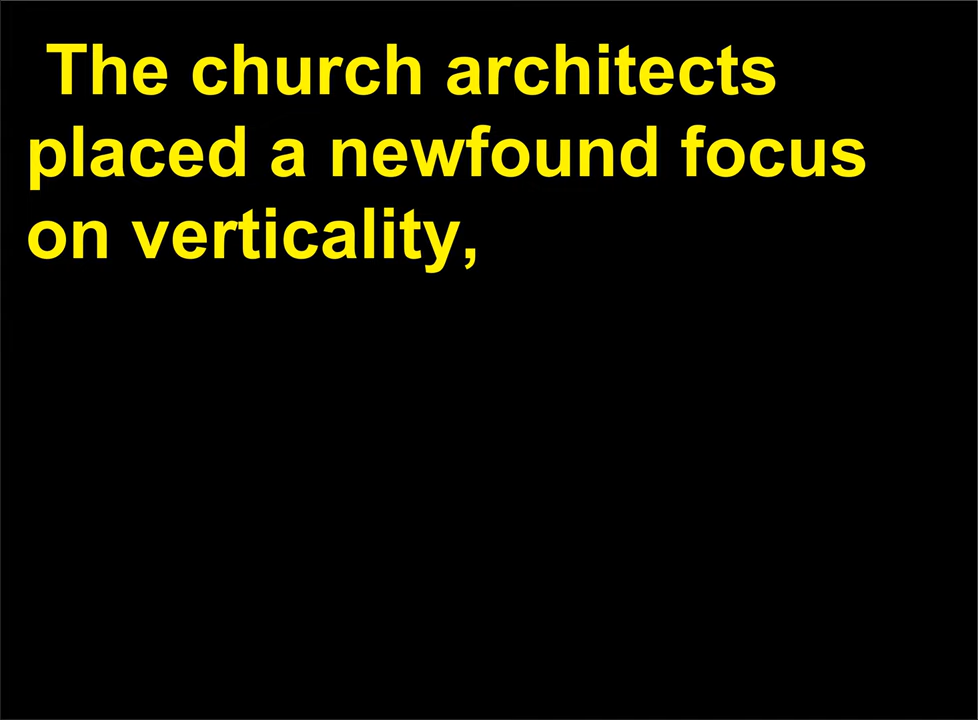 The church architects
placed a newfound focus
on verticality,